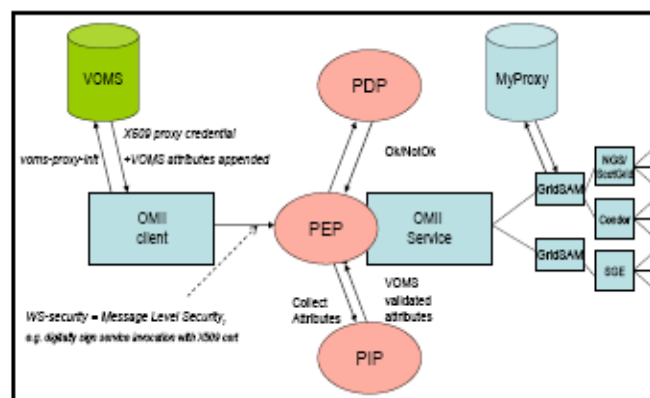 VOMS
PDP
MyProxy
X509 proxy credential
voms-proxy-init
+VOMS attributes appended
Ok/NotOk
NGS/
ScotGrid
GridSAM
OMII
client
PEP
OMII
Service
Condor
GridSAM
SGE
Collect
Attributes
VOMS
validated
attributes
WS-security = Message Level Security,
e.g. digitally sign service invocation with X509 cert
PIP